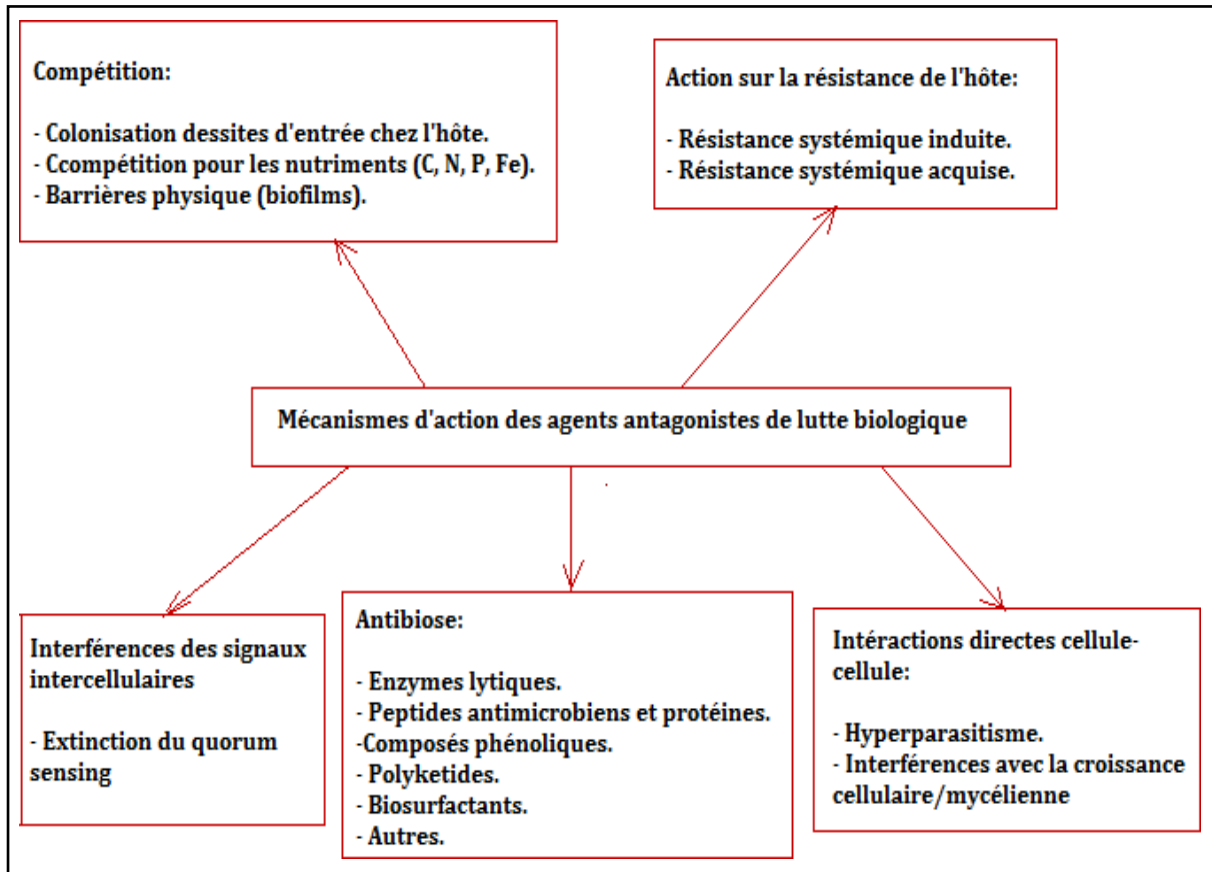 Compétition:
- Colonisation dessites d'entrée chez l'hôte.
- Ccompétition pour les nutriments (C, N, P, Fe).
- Barrières physique (biofilms).
Action sur la résistance de l'hôte:
- Résistance systémique induite.
- Résistance systémique acquise.
Mécanismes d'action des agents antagonistes de lutte biologique
Interférences des signaux
intercellulaires
- Extinction du quorum
sensing
Antibiose:
- Enzymes lytiques.
- Peptides antimicrobiens et protéines.
-Composés phénoliques.
- Polyketides.
- Biosurfactants.
- Autres.
Intéractions directes cellule-
cellule:
- Hyperparasitisme.
- Interférences avec la croissance
cellulaire/mycélienne